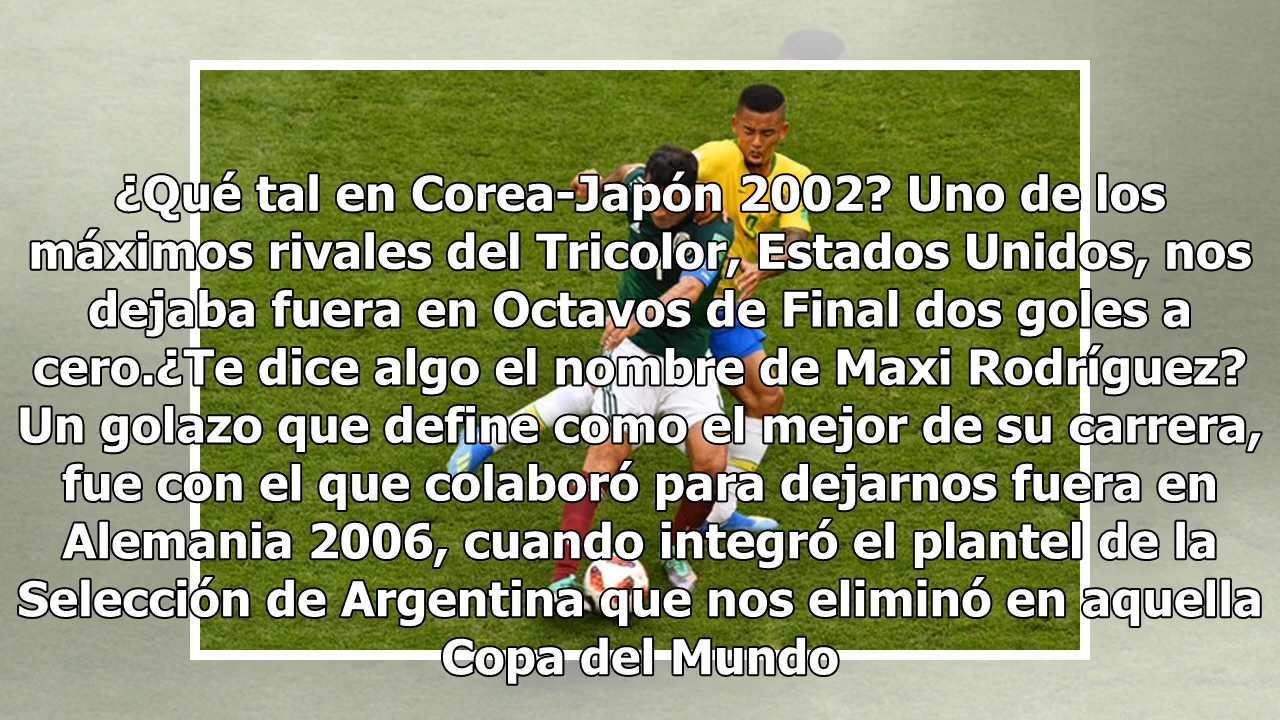 ¿Qué tal en Corea-Japón 2002? Uno de los
máximos rivales del Tricolor, Estados Unidos, nos
dejaba fuera en Octavos de Final dos goles a
cero.¿Te dice algo el nombre de Maxi Rodríguez?
Un golazo que define como el mejor de su carrera,
fue con el que colaboró para dejarnos fuera en
Alemania 2006, cuando integró el plantel de la
Selección de Argentina que nos eliminó en aquella
Copa del Mundo